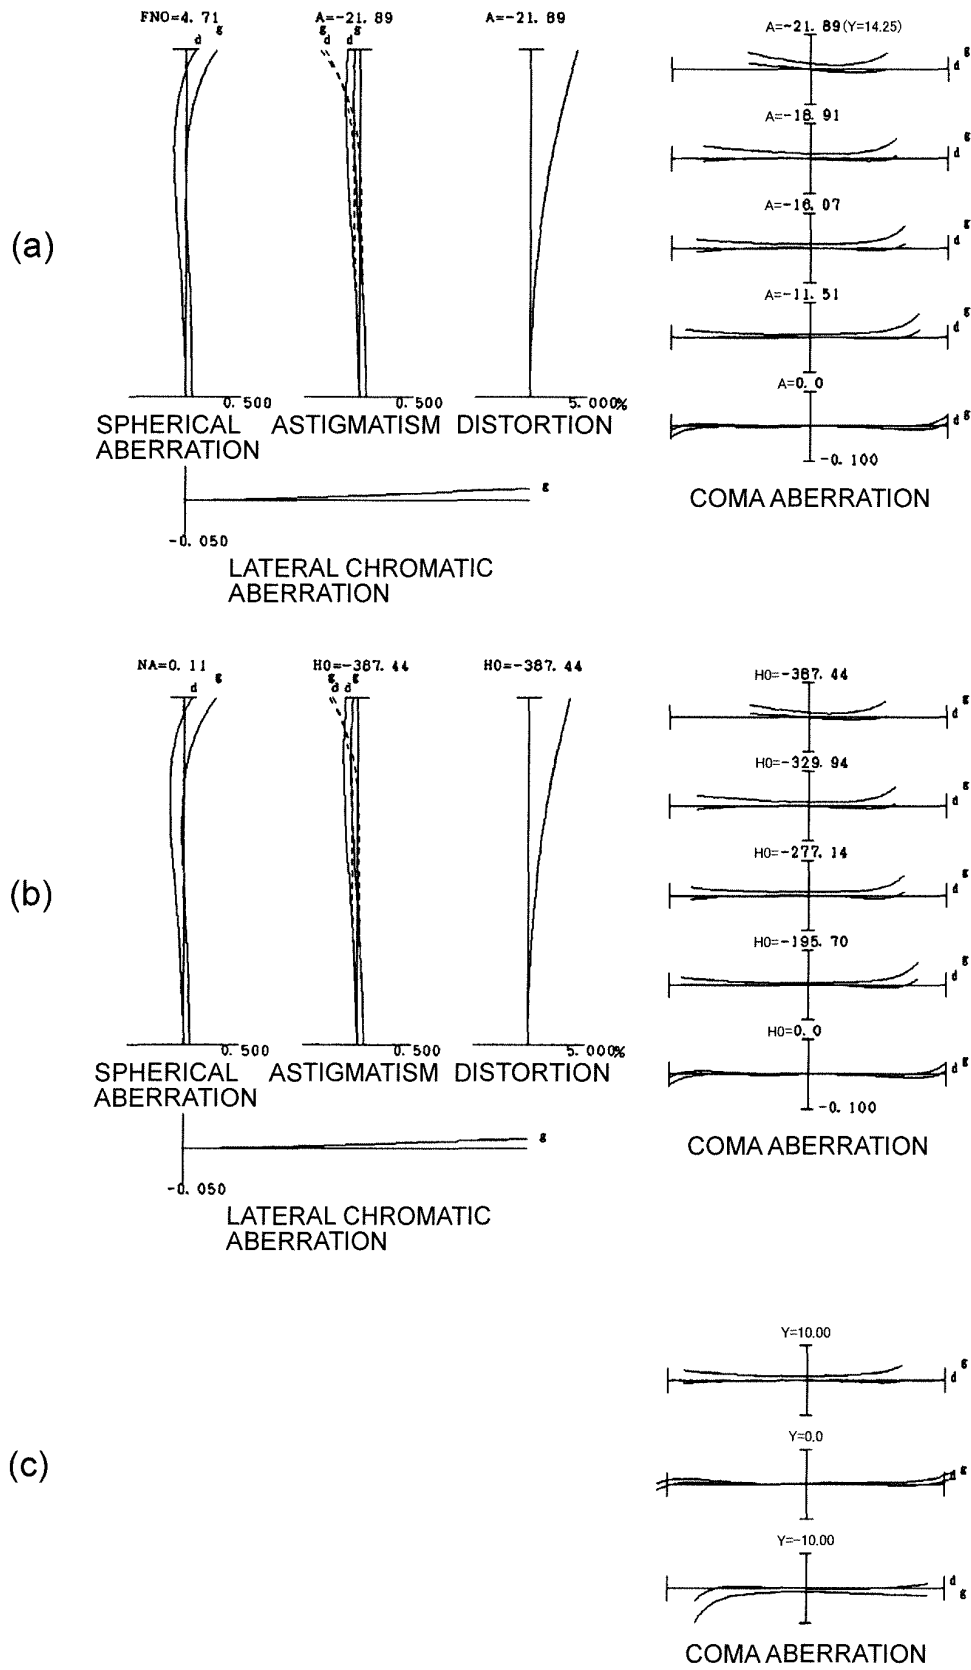 (a)
FNO=4.71
d g
A=-21.89
g d d g
A=-21.89
0.500
0.500
5.000%
SPHERICAL ABERRATION
ASTIGMATISM
DISTORTION
g
-0.050
LATERAL CHROMATIC
ABERRATION
A=-21.89(Y=14.25)
d g
A=-18.91
d g
A=-16.07
d g
A=-11.51
d g
A=0.0
d g
-0.100
COMA ABERRATION
(b)
NA=0.11
d g
H0=-387.44
g d d g
H0=-387.44
0.500
0.500
5.000%
SPHERICAL ABERRATION
ASTIGMATISM
DISTORTION
g
-0.050
LATERAL CHROMATIC
ABERRATION
H0=-387.44
d g
H0=-329.94
d g
H0=-277.14
d g
H0=-195.70
d g
H0=0.0
d g
-0.100
COMA ABERRATION
(c)
Y=10.00
d g
Y=0.0
d g
Y=-10.00
d
g
COMA ABERRATION